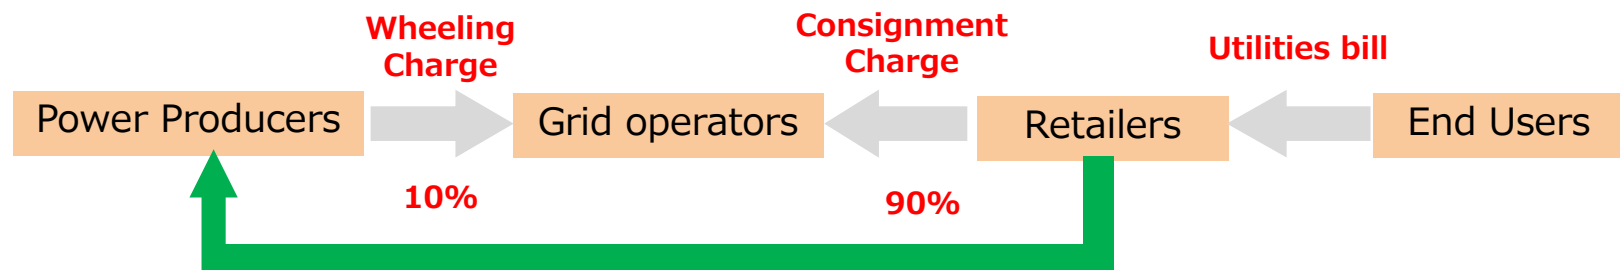 Wheeling
Charge
Consignment
Charge
Utilities bill
Power Producers
Grid operators
Retailers
End Users
10%
90%